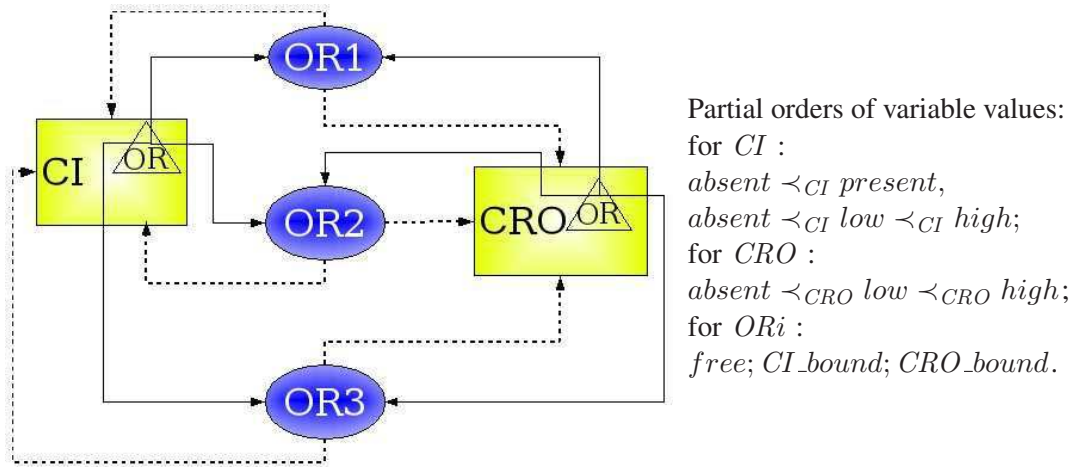 OR1
OR
CI
OR2
OR
CRO
OR3
Partial orders of variable values:
for CI :
absent ≺CI present,
absent ≺CI low ≺CI high;
for CRO :
absent ≺CRO low ≺CRO high;
for ORi :
free; CI_bound; CRO_bound.